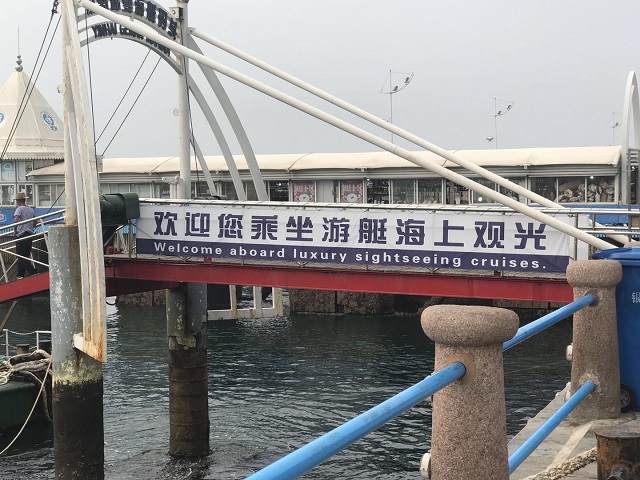 欢迎您乘坐游艇海上观光
Welcome aboard luxury sightseeing cruises.